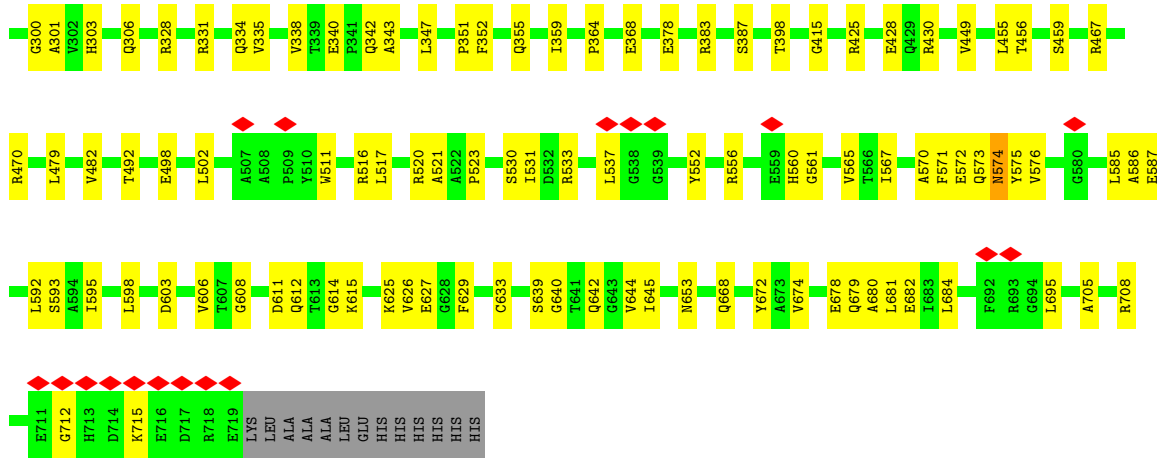 G300 A301 V302 H303 Q306 R328 R331 Q334 V335 V338 T339 E340 P341 Q342 A343 L347 P351 F352 Q355 I359 P364 E368 E378 R383 S387 T398 G415 R425 E428 Q429 R430 V449 L455 T456 S459 R467
R470 L479 V482 T492 E498 L502 A507 A508 P509 Y510 W511 R516 L517 R520 A521 A522 P523 S530 I531 D532 R533 L537 G538 G539 Y552 R556 E559 H560 G561 V565 T566 I567 A570 F571 E572 Q573 N574 Y575 V576 G580 L585 A586 E587
L592 S593 A594 I595 L598 D603 V606 T607 G608 D611 Q612 T613 G614 K615 K625 V626 E627 G628 F629 C633 S639 G640 T641 Q642 G643 V644 I645 N653 Q668 Y672 A673 V674 E678 Q679 A680 L681 E682 I683 L684 F692 R693 G694 L695 A705 R708
E711 G712 H713 D714 K715 E716 D717 R718 E719 LYS LEU ALA ALA ALA LEU GLU HIS HIS HIS HIS HIS HIS